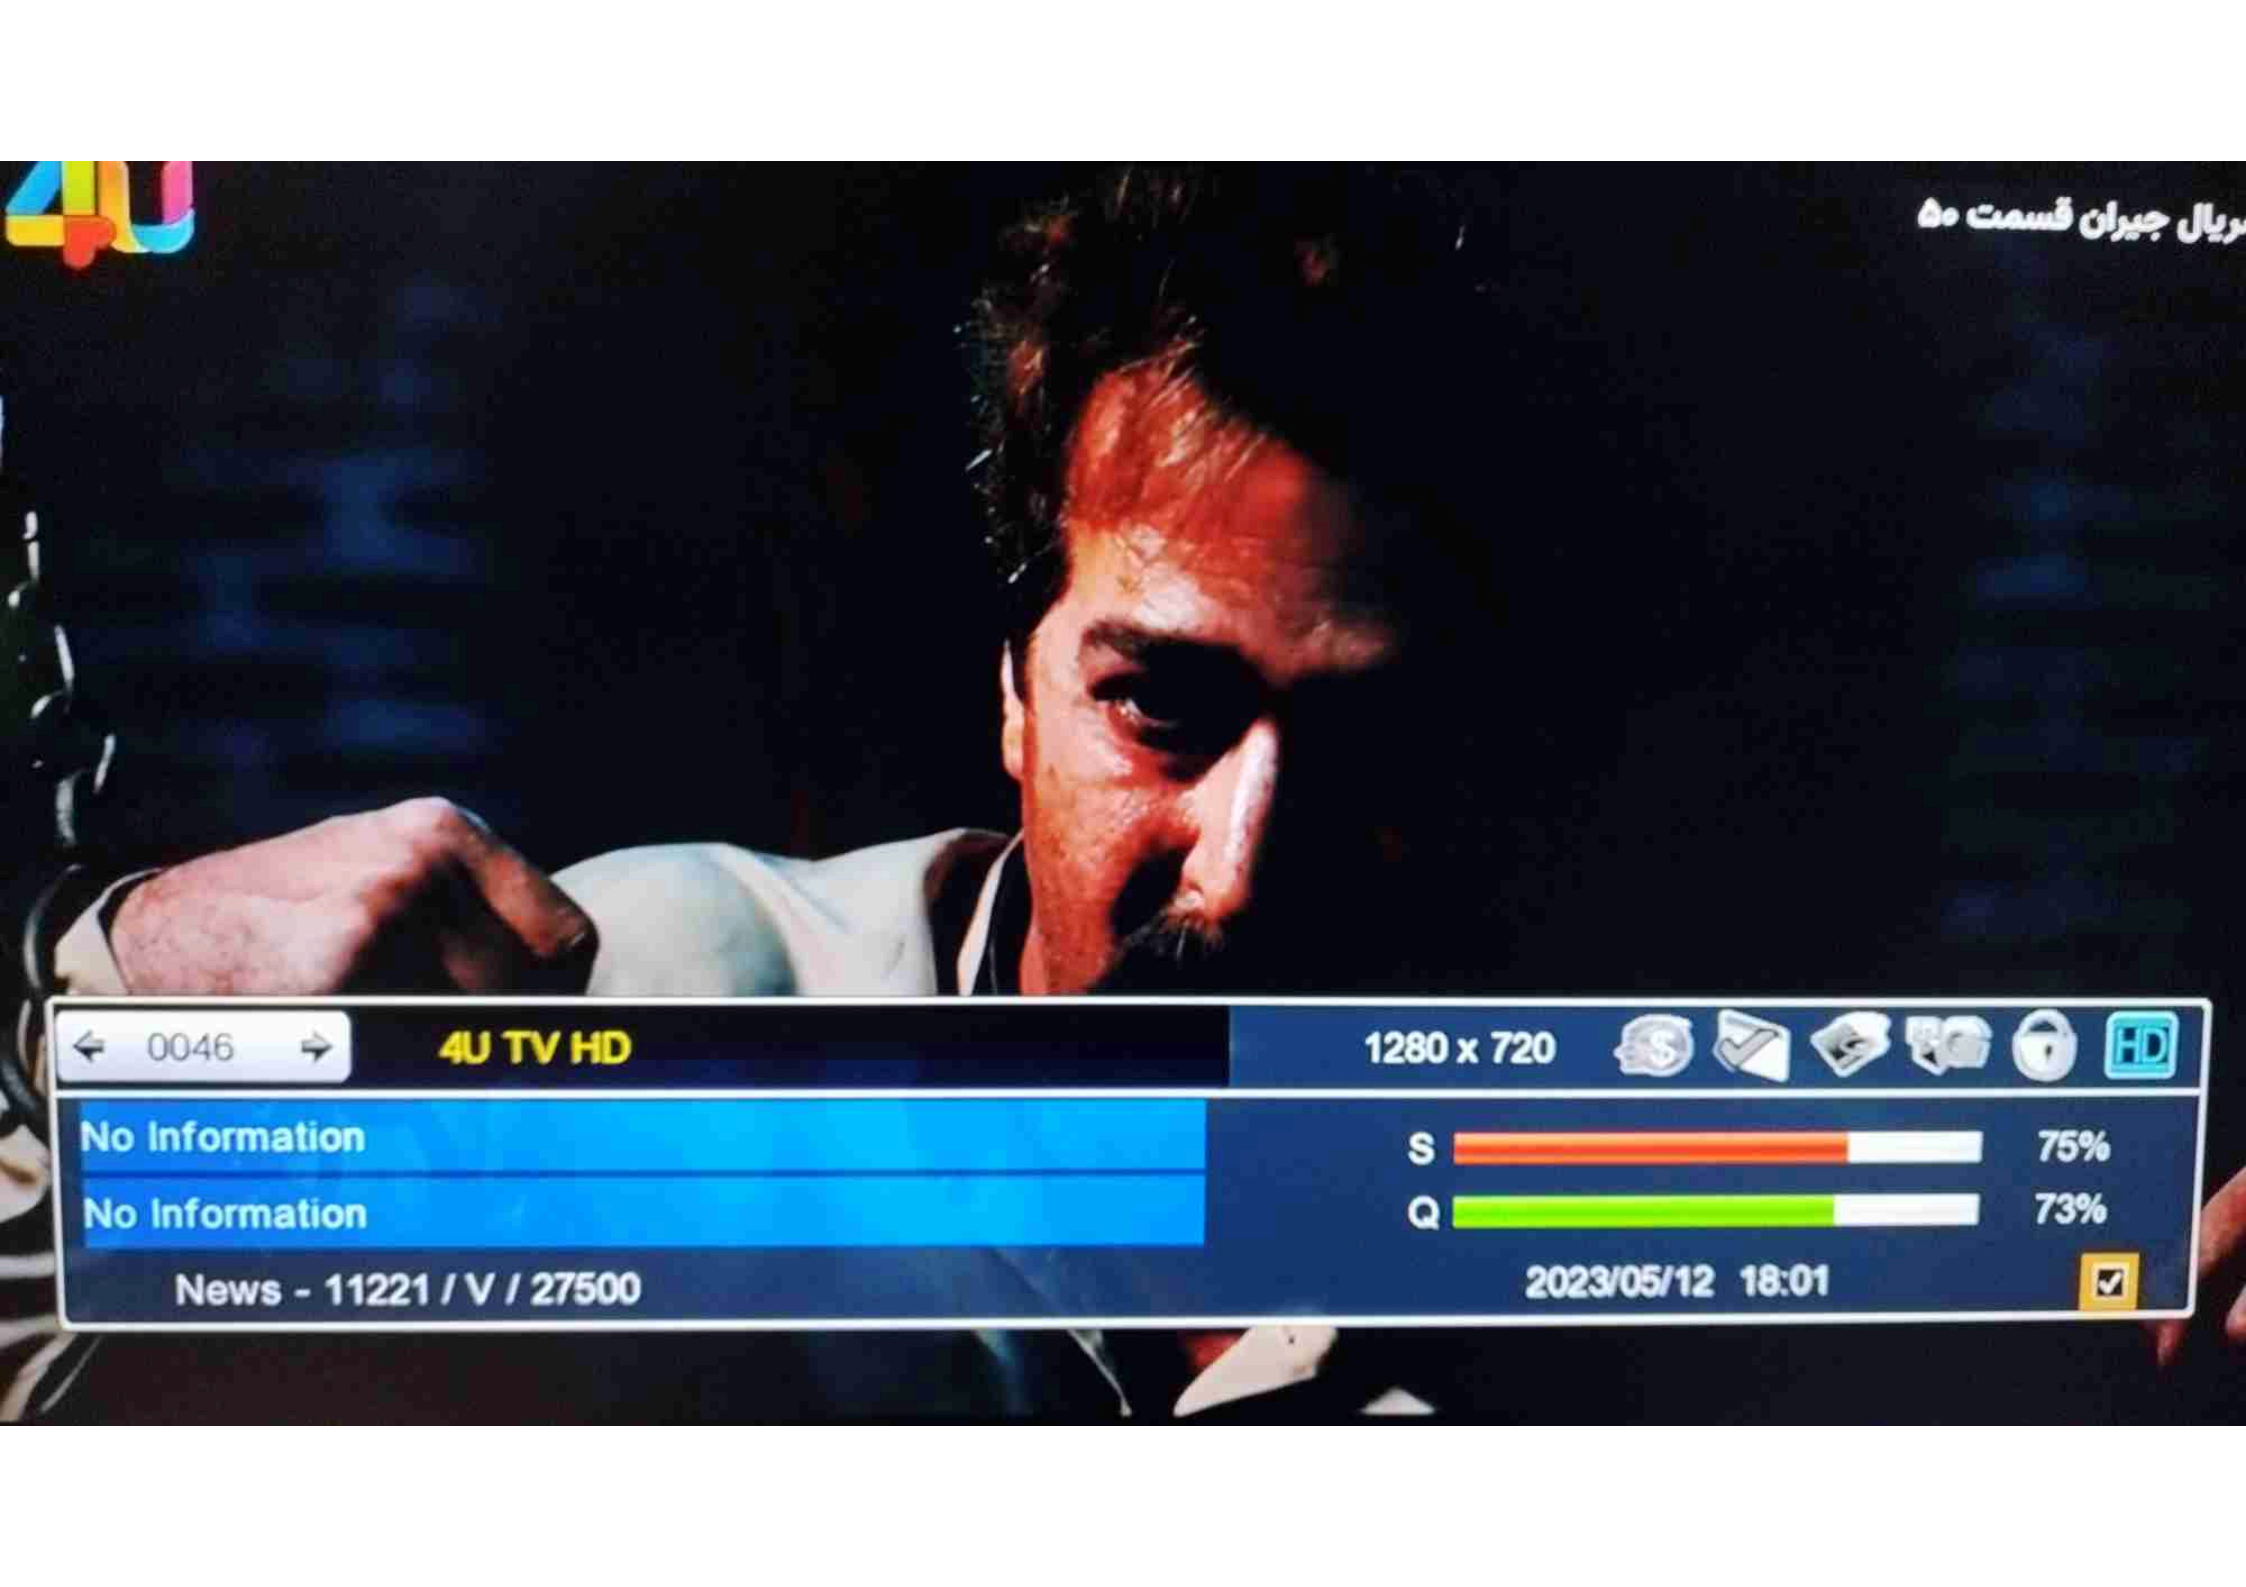 4U
جیران قسمت ۵۰
0046
4U TV HD
1280 x 720
HD
No Information
No Information
S 75%
Q 73%
News - 11221 / V / 27500
2023/05/12 18:01